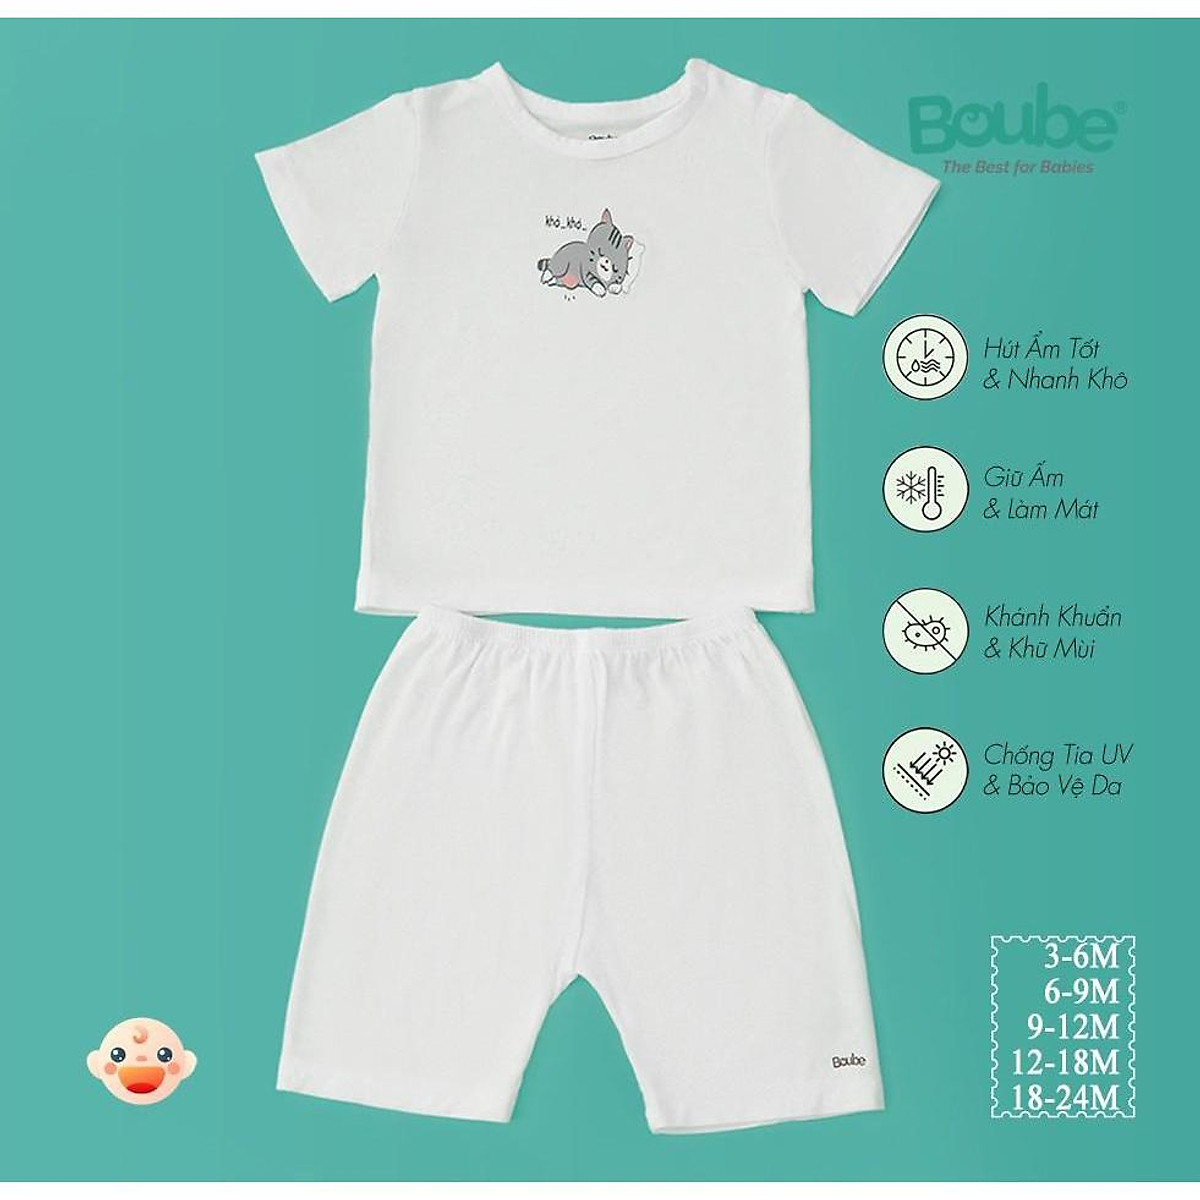 Boube®
The Best for Babies
khò_khò_
Hút Ẩm Tốt
& Nhanh Khô
Giữ Ấm
& Làm Mát
Khánh Khuẩn
& Khữ Mùi
Chống Tia UV
& Bảo Vệ Da
3-6M
6-9M
9-12M
12-18M
18-24M
Boube